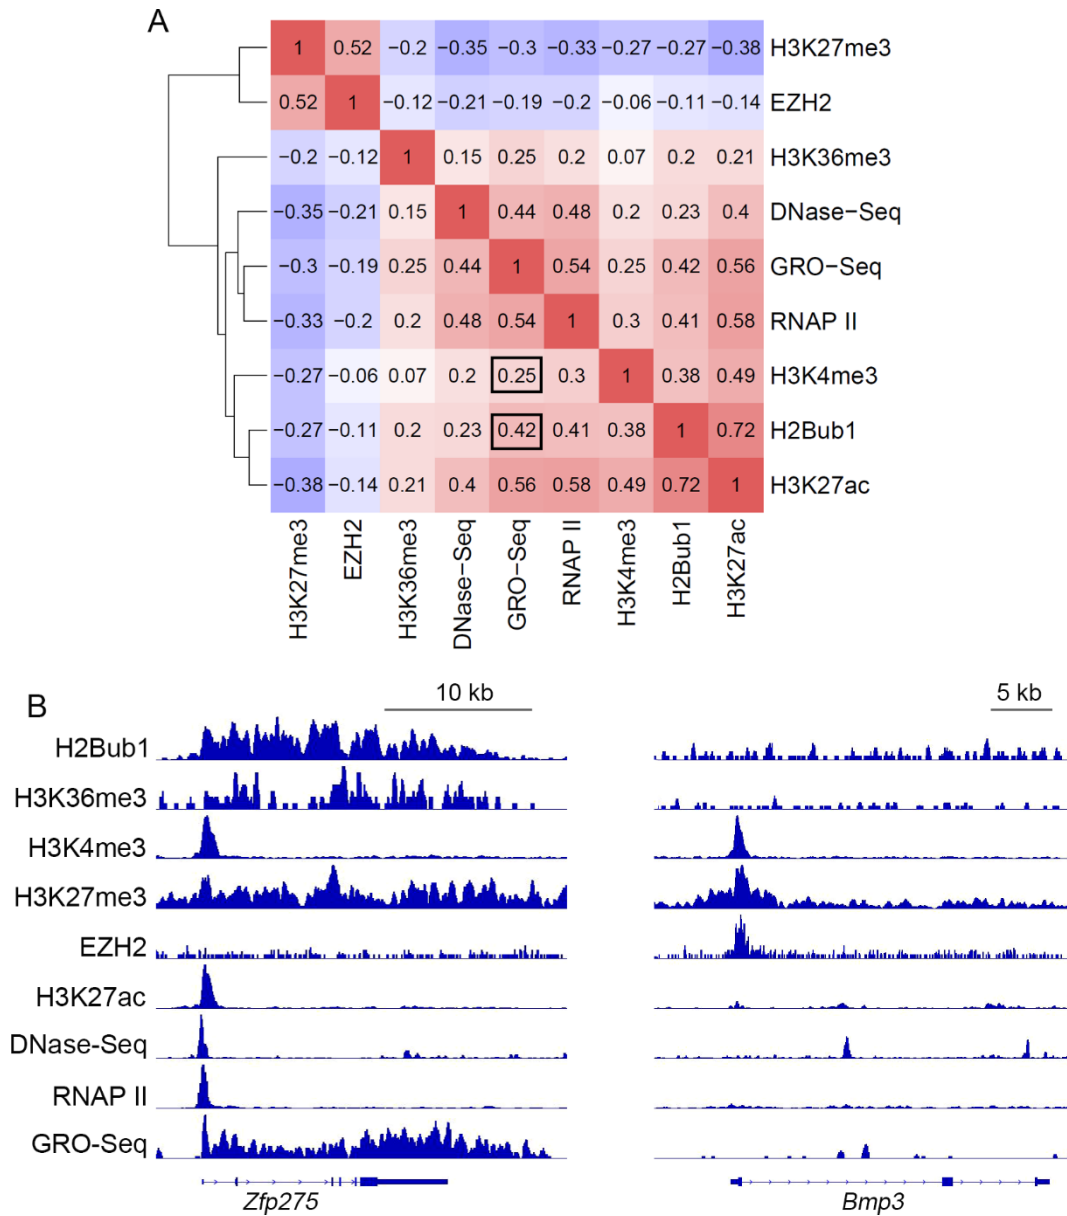 A
1 0.52 −0.2 −0.35 −0.3 −0.33 −0.27 −0.27 −0.38 H3K27me3
0.52 1 −0.12 −0.21 −0.19 −0.2 −0.06 −0.11 −0.14 EZH2
−0.2 −0.12 1 0.15 0.25 0.2 0.07 0.2 0.21 H3K36me3
−0.35 −0.21 0.15 1 0.44 0.48 0.2 0.23 0.4 DNase−Seq
−0.3 −0.19 0.25 0.44 1 0.54 0.25 0.42 0.56 GRO−Seq
−0.33 −0.2 0.2 0.48 0.54 1 0.3 0.41 0.58 RNAP II
−0.27 −0.06 0.07 0.2 0.25 0.3 1 0.38 0.49 H3K4me3
−0.27 −0.11 0.2 0.23 0.42 0.41 0.38 1 0.72 H2Bub1
−0.38 −0.14 0.21 0.4 0.56 0.58 0.49 0.72 1 H3K27ac
H3K27me3
EZH2
H3K36me3
DNase−Seq
GRO−Seq
RNAP II
H3K4me3
H2Bub1
H3K27ac
B
10 kb
5 kb
H2Bub1
H3K36me3
H3K4me3
H3K27me3
EZH2
H3K27ac
DNase-Seq
RNAP II
GRO-Seq
Zfp275
Bmp3